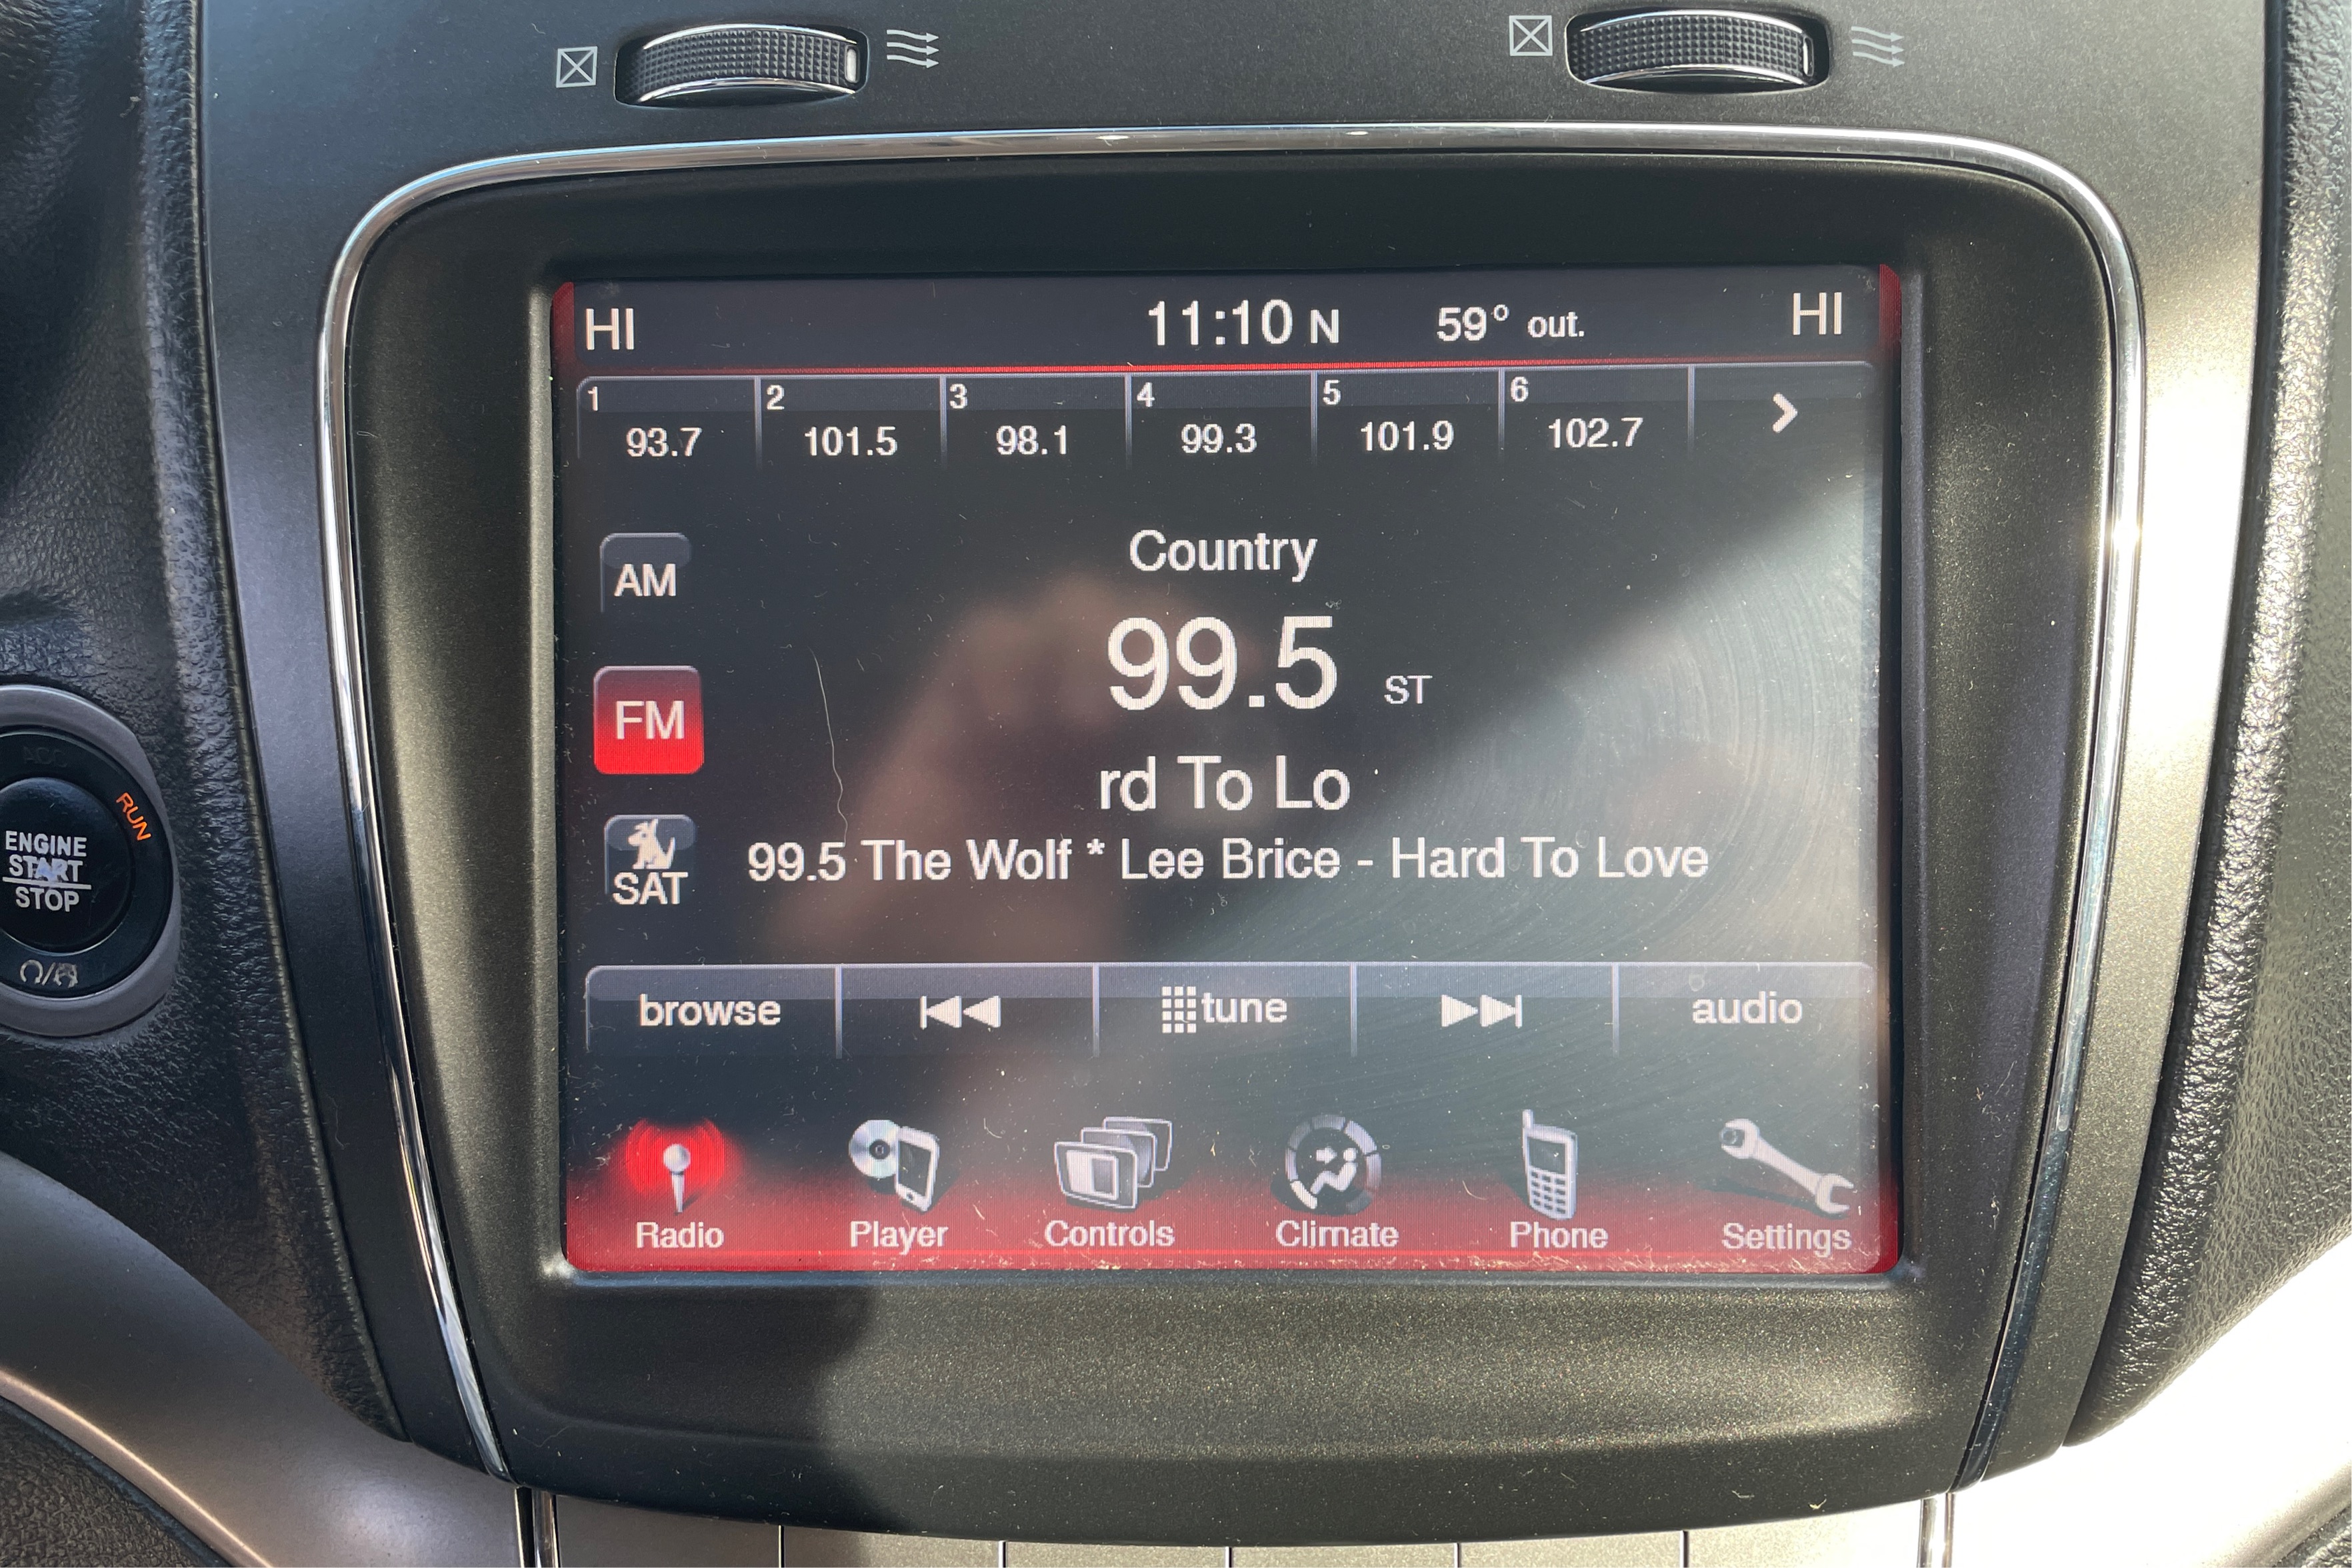 HI 11:10 N 59° out. HI
1 2 3 4 5 6
93.7 101.5 98.1 99.3 101.9 102.7
Country
AM
99.5 ST
FM
rd To Lo
99.5 The Wolf * Lee Brice - Hard To Love
SAT
browse tune audio
Radio Player Controls Climate Phone Settings
ACC
RUN
ENGINE
START
STOP